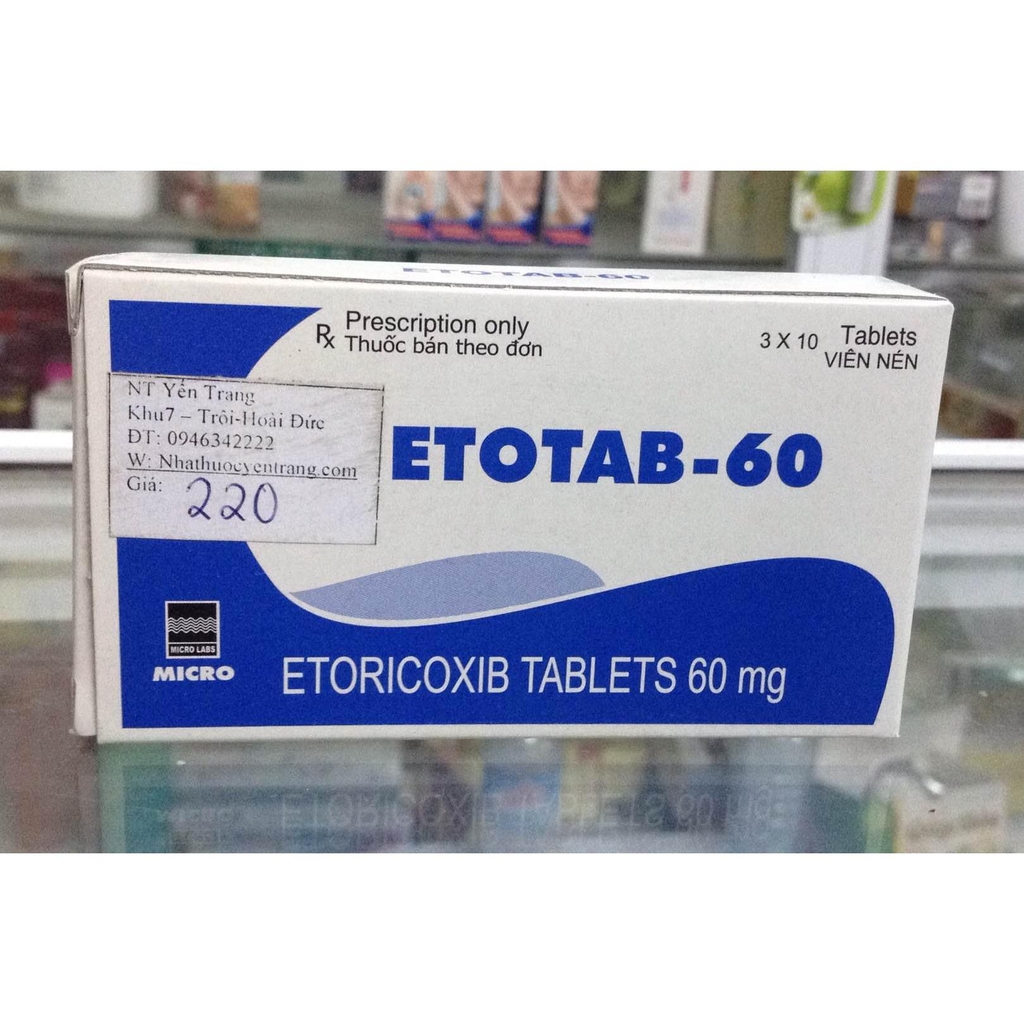 ETOTAB-60
Rx Prescription only
Thuốc bán theo đơn
3 X 10 Tablets
VIÊN NÉN
NT Yến Trang
Khu7 – Trôi-Hoài Đức
ĐT: 0946342222
W: Nhathuocyentrang.com
Giá: 220
ETOTAB-60
MICRO LABS
MICRO
ETORICOXIB TABLETS 60 mg